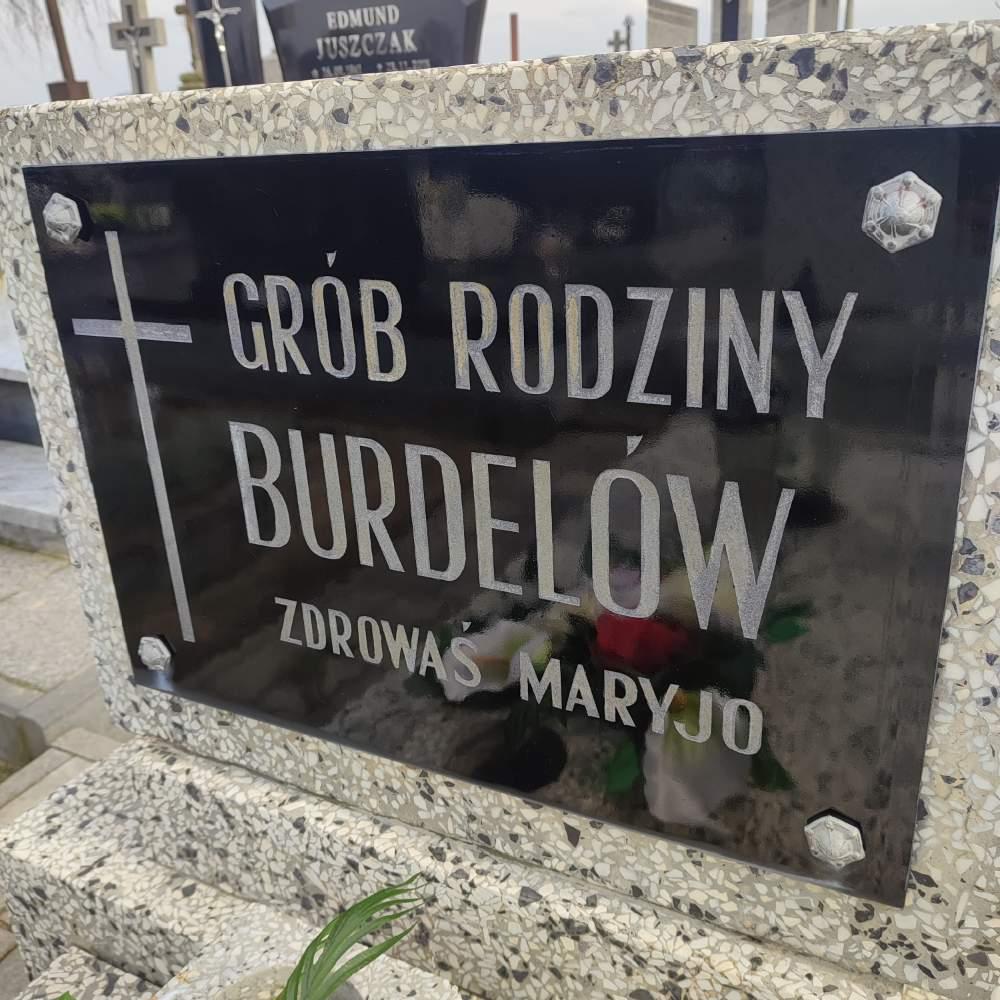 EDMUND
JUSZCZAK
GRÓB RODZINY
BURDELÓW
ZDROWAŚ MARYJO